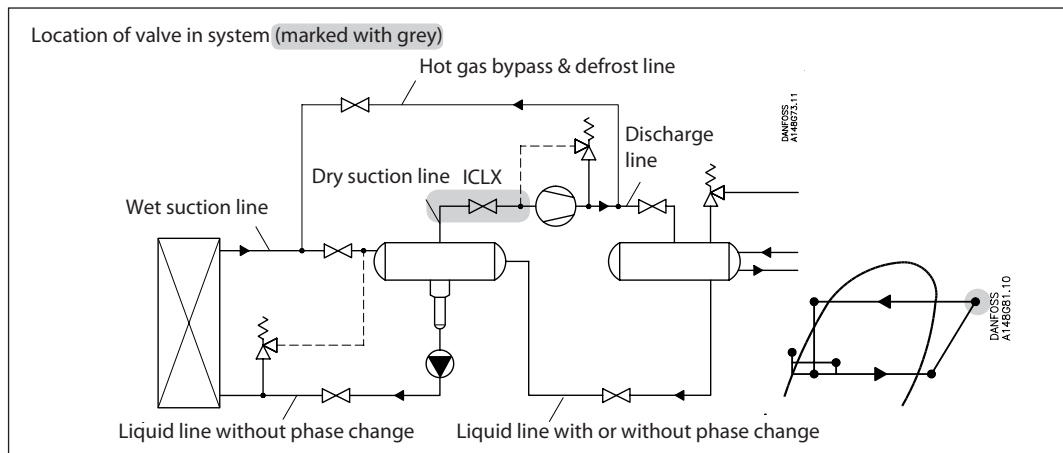 Location of valve in system (marked with grey)
Hot gas bypass & defrost line
DANFOSS
A148G73.11
Discharge
line
Dry suction line
ICLX
Wet suction line
DANFOSS
A148G81.10
Liquid line without phase change
Liquid line with or without phase change